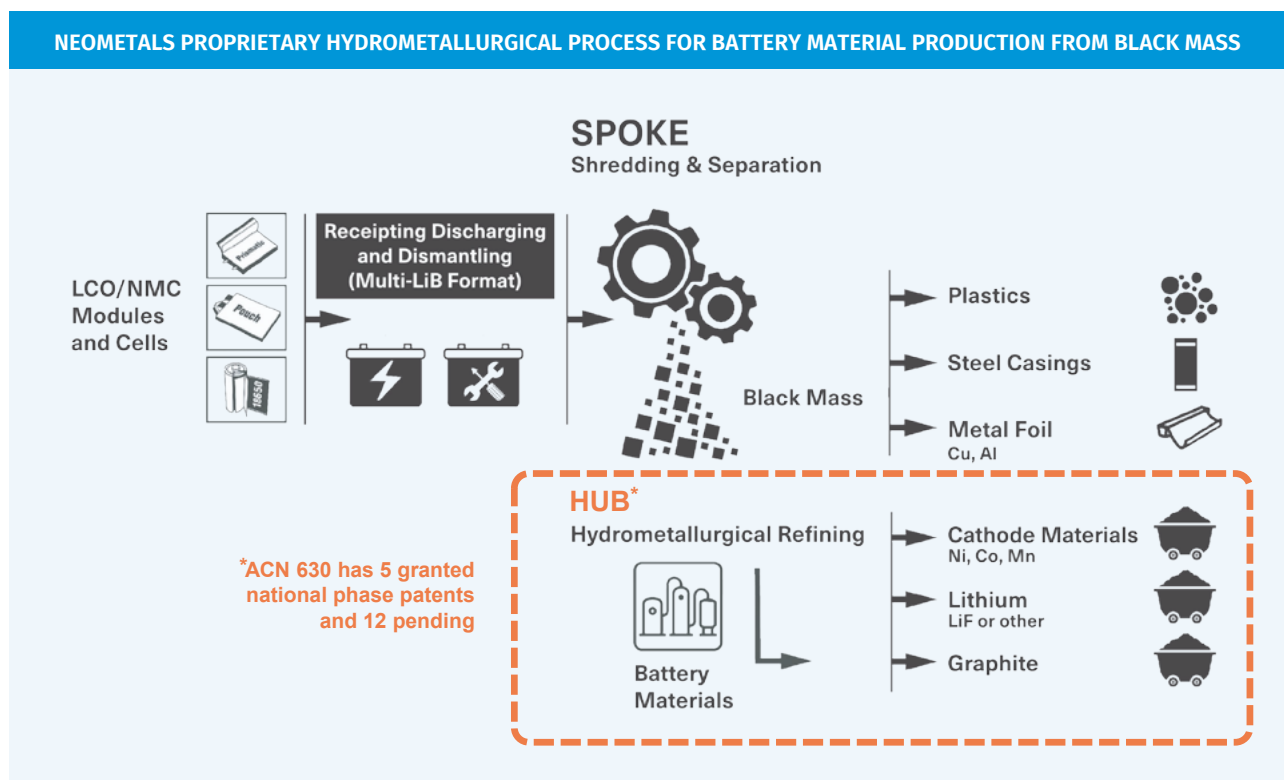 NEOMETALS PROPRIETARY HYDROMETALLURGICAL PROCESS FOR BATTERY MATERIAL PRODUCTION FROM BLACK MASS
SPOKE
Shredding & Separation
LCO/NMC
Modules
and Cells
Prismatic
Pouch
18650
Receipting Discharging
and Dismantling
(Multi-LiB Format)
Black Mass
Plastics
Steel Casings
Metal Foil
Cu, Al
HUB*
Hydrometallurgical Refining
Battery
Materials
Cathode Materials
Ni, Co, Mn
Lithium
LiF or other
Graphite
*ACN 630 has 5 granted
national phase patents
and 12 pending